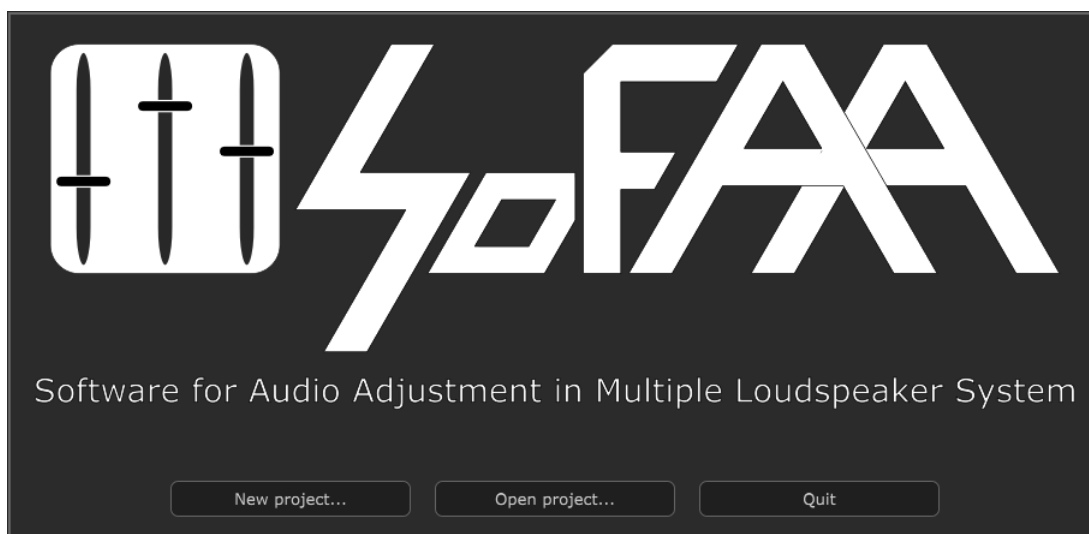 SoFAA
Software for Audio Adjustment in Multiple Loudspeaker System
New project...
Open project...
Quit